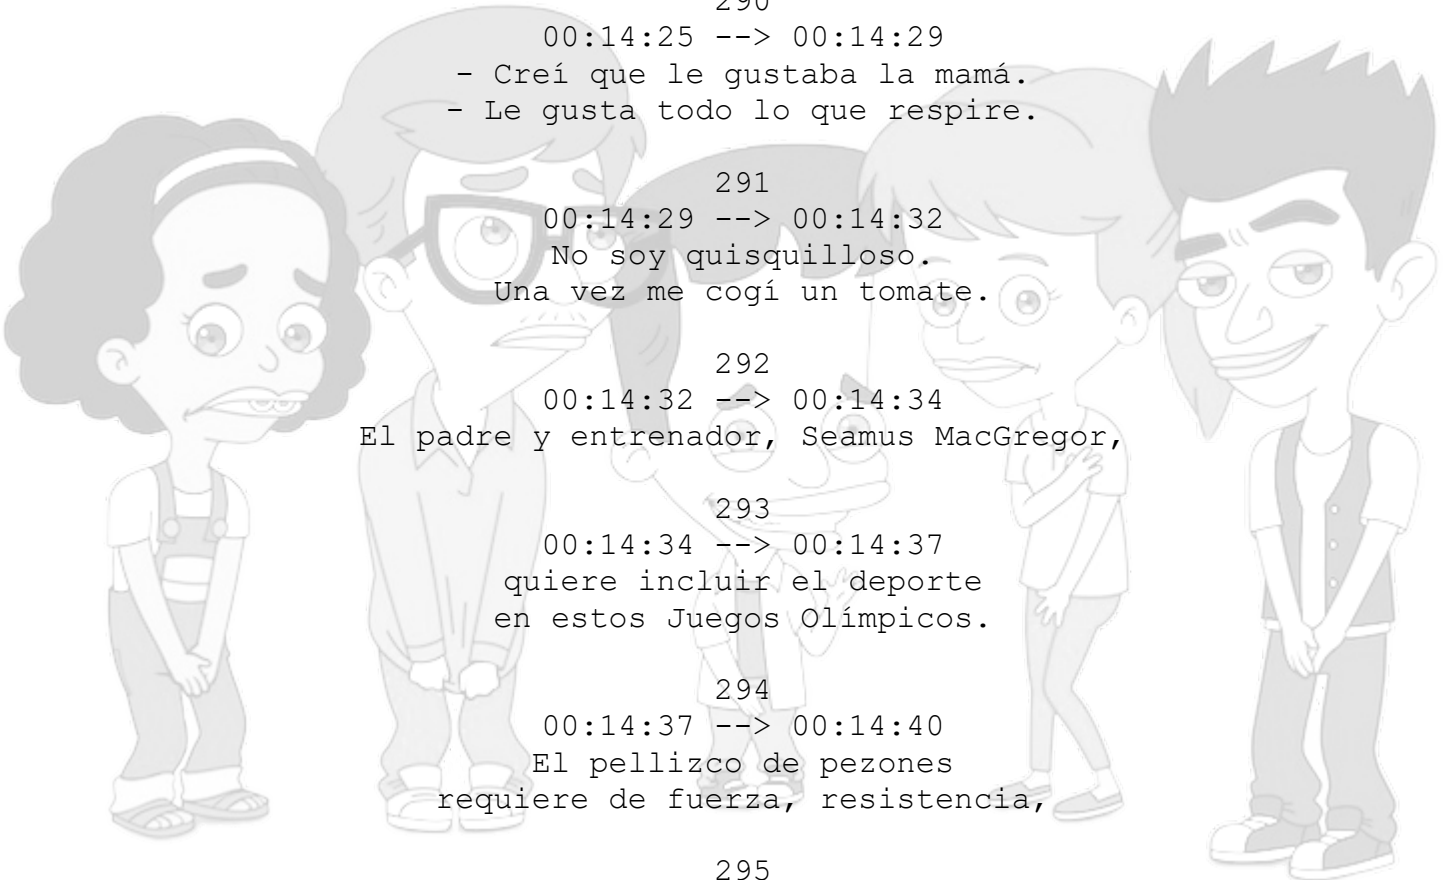 290
00:14:25 --> 00:14:29
- Creí que le gustaba la mamá.
- Le gusta todo lo que respire.
291
00:14:29 --> 00:14:32
No soy quisquilloso.
Una vez me cogí un tomate.
292
00:14:32 --> 00:14:34
El padre y entrenador, Seamus MacGregor,
293
00:14:34 --> 00:14:37
quiere incluir el deporte
en estos Juegos Olímpicos.
294
00:14:37 --> 00:14:40
El pellizco de pezones
requiere de fuerza, resistencia,
295